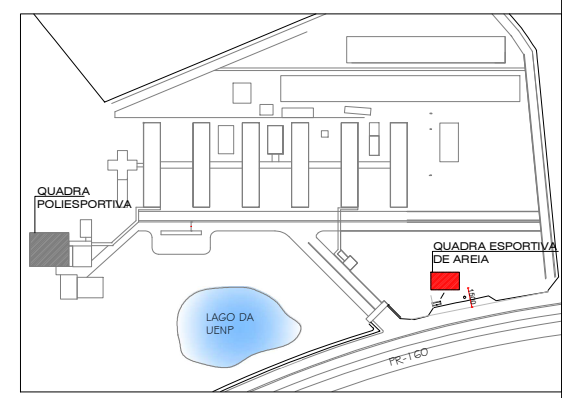 QUADRA
POLIESPORTIVA
QUADRA ESPORTIVA
DE AREIA
LAGO DA
UENP
PR-160